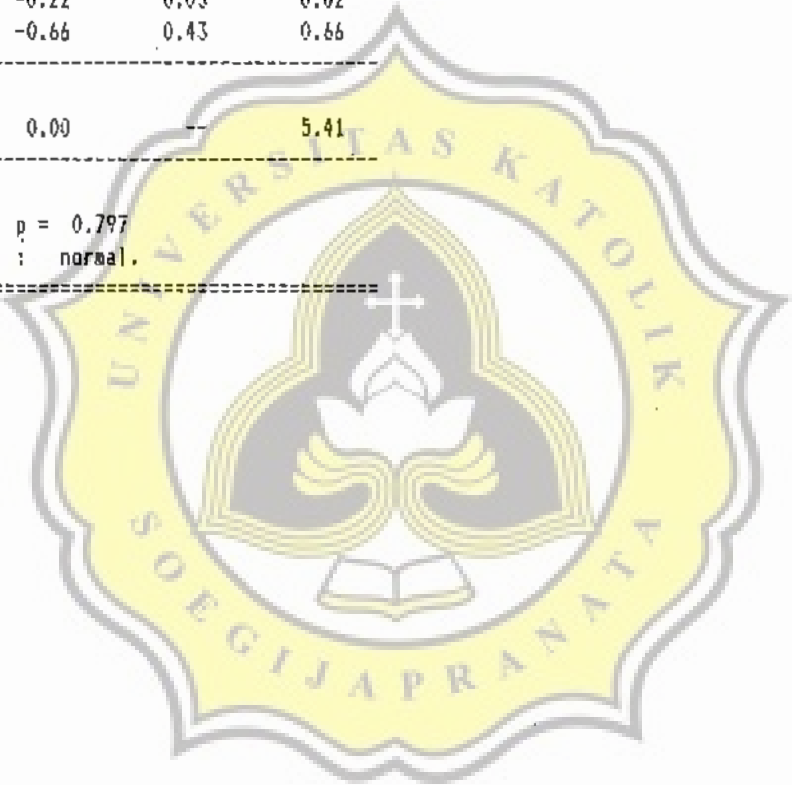 -0.66 0.43 0.66
0.00 -- 5.41
p = 0.797
: normal.
UNIVERSITAS KATOLIK
SOEGIJAPRANATA